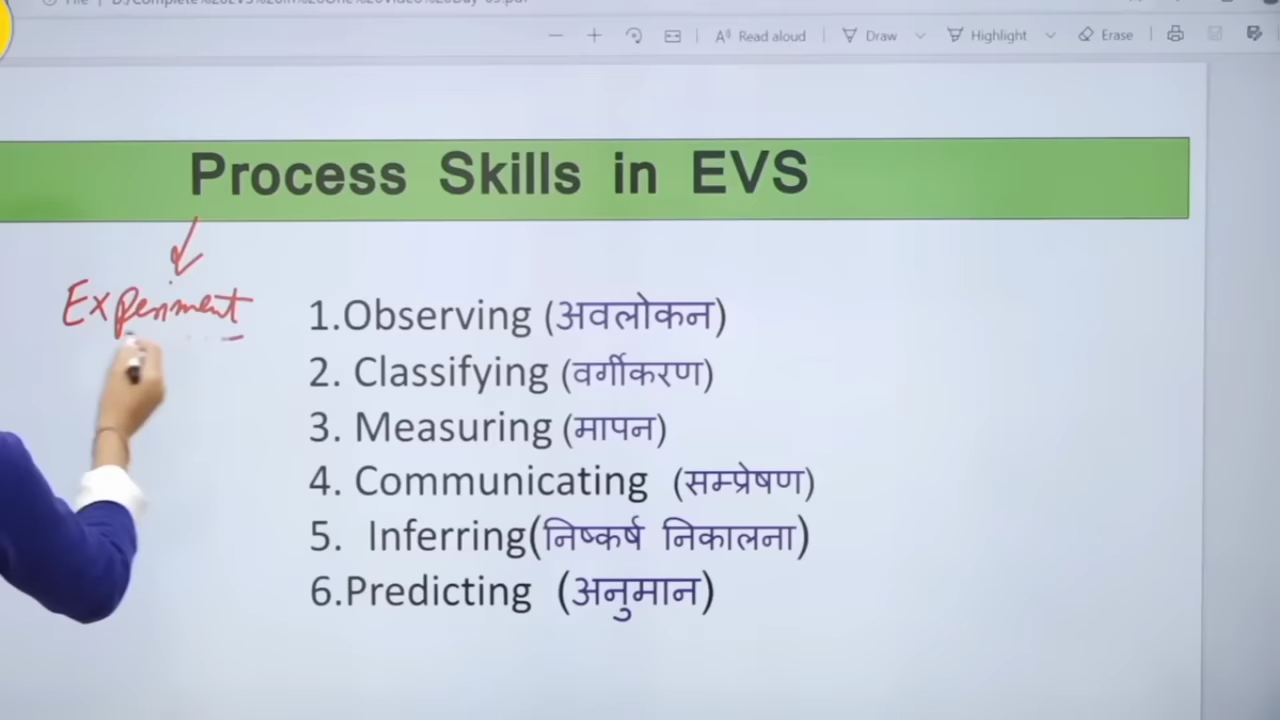 Read aloud Draw Highlight Erase
Process Skills in EVS
Experiment
1.Observing (अवलोकन)
2. Classifying (वर्गीकरण)
3. Measuring (मापन)
4. Communicating (सम्प्रेषण)
5. Inferring(निष्कर्ष निकालना)
6.Predicting (अनुमान)